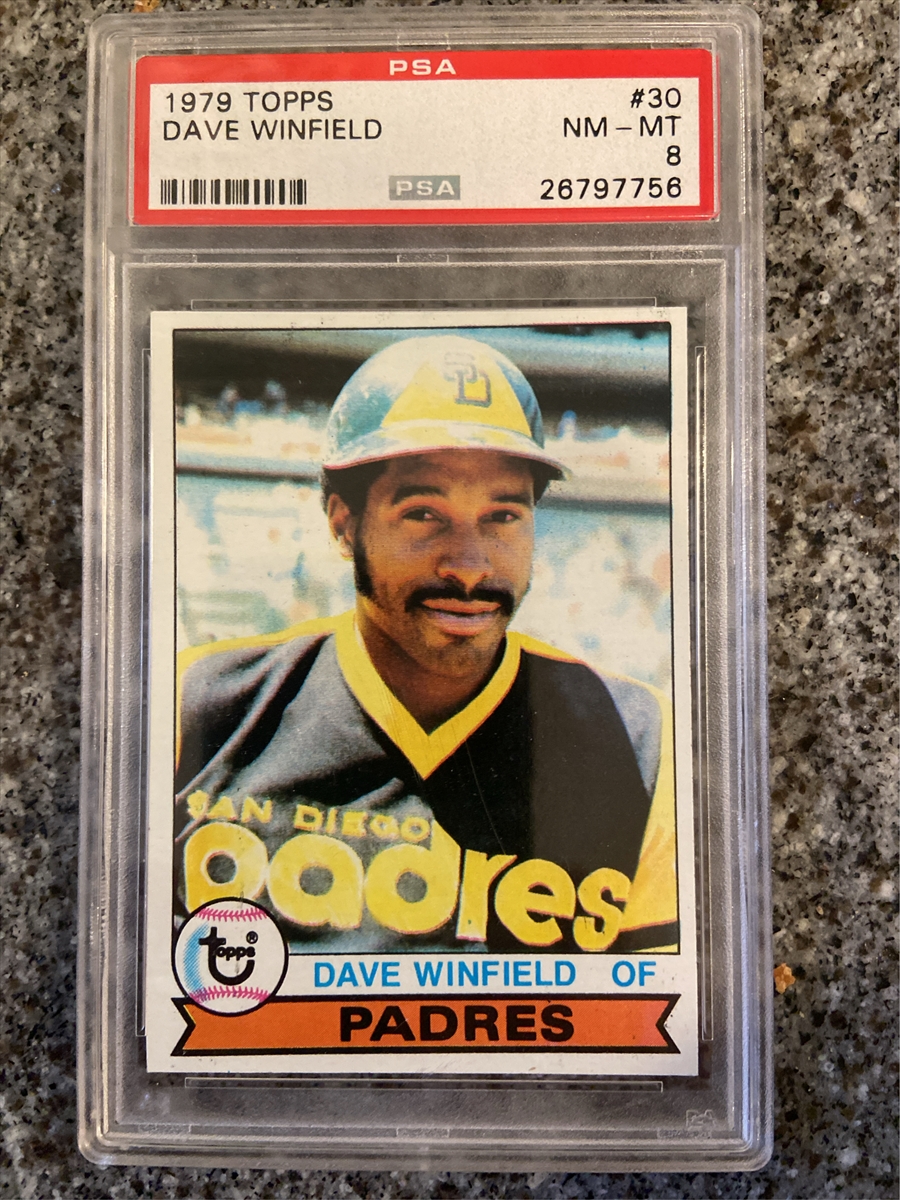 PSA
1979 TOPPS #30
DAVE WINFIELD NM - MT
8
PSA 26797756
SD
SAN DIEGO
padres
topps®
DAVE WINFIELD OF
PADRES